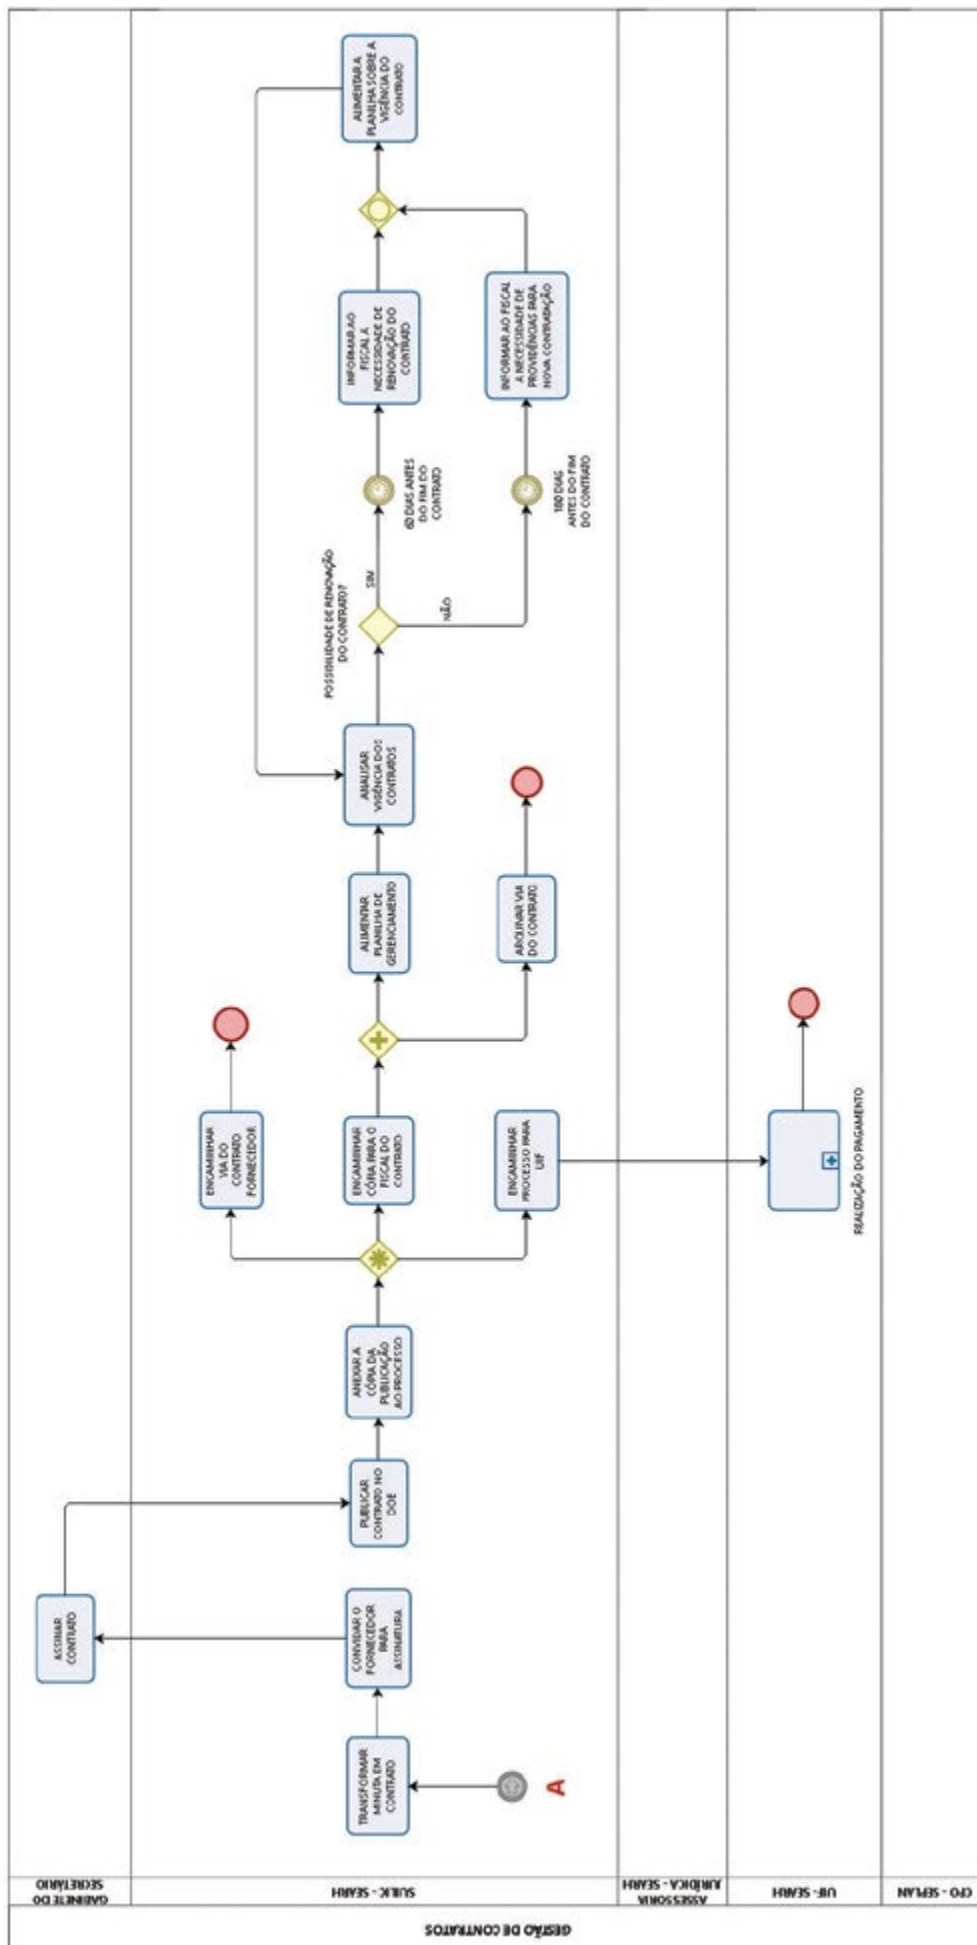 GESTÃO DE CONTRATOS
GABINETE DO
SECRETÁRIO
SUILIC - SEARH
ASSESSORIA
JURÍDICA - SEARH
UIF- SEARH
CFO - SEPLAN
A
TRANSFORMAR
MINUTA EM
CONTRATO
CONVIDAR O
FORNECEDOR
PARA
ASSINATURA
ASSINAR
CONTRATO
PUBLICAR
CONTRATO NO
DOE
ANEXAR A
CÓPIA DA
PUBLICAÇÃO
AO PROCESSO
ENCAMINHAR
VIA DO
CONTRATO
FORNECEDOR
ENCAMINHAR
CÓPIA PARA O
FISCAL DO
CONTRATO
ENCAMINHAR
PROCESSO PARA
UIF
REALIZAÇÃO DO PAGAMENTO
ALIMENTAR
PLANILHA DE
GERENCIAMENTO
ARQUIVAR VIA
DO CONTRATO
ANALISAR
VIGÊNCIA DOS
CONTRATOS
POSSIBILIDADE DE RENOVAÇÃO
DO CONTRATO?
SIM
NÃO
60 DIAS ANTES
DO FIM DO
CONTRATO
180 DIAS
ANTES DO FIM
DO CONTRATO
INFORMAR AO
FISCAL A
NECESSIDADE DE
RENOVAÇÃO DO
CONTRATO
INFORMAR AO FISCAL
A NECESSIDADE DE
PROVIDÊNCIAS PARA
NOVA CONTRATAÇÃO
ALIMENTAR A
PLANILHA SOBRE A
VIGÊNCIA DO
CONTRATO